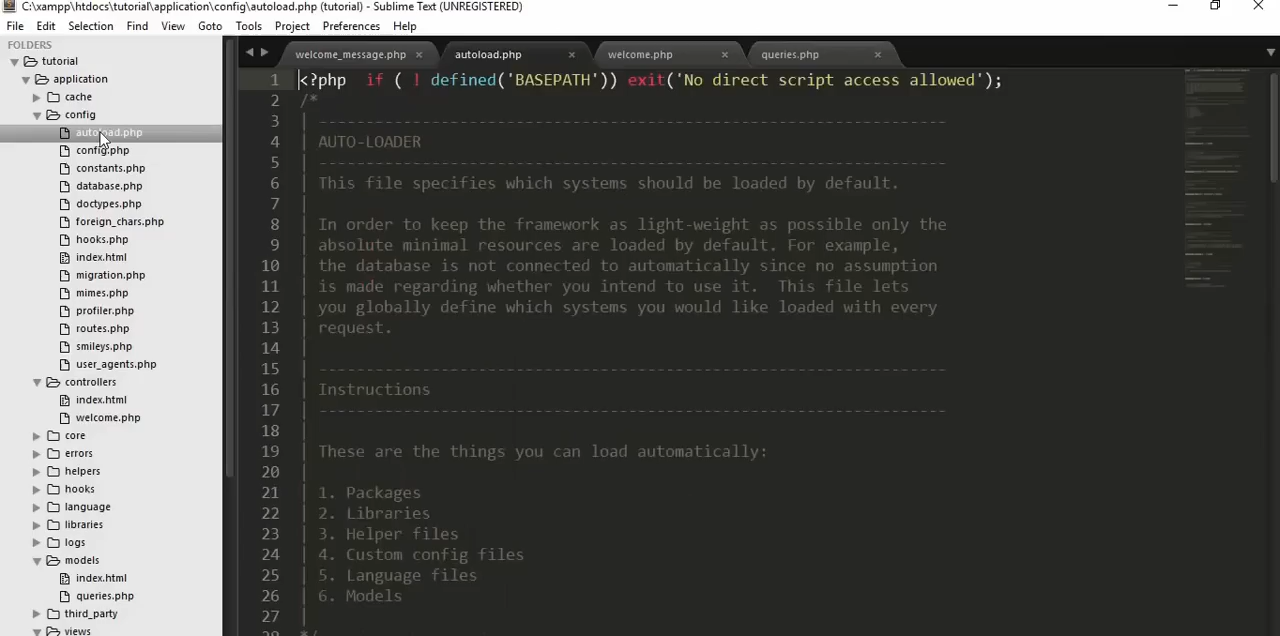 C:\xampp\htdocs\tutorial\application\config\autoload.php (tutorial) - Sublime Text (UNREGISTERED)
File Edit Selection Find View Goto Tools Project Preferences Help
FOLDERS
tutorial
application
cache
config
autoload.php
config.php
constants.php
database.php
doctypes.php
foreign_chars.php
hooks.php
index.html
migration.php
mimes.php
profiler.php
routes.php
smileys.php
user_agents.php
controllers
index.html
welcome.php
core
errors
helpers
hooks
language
libraries
logs
models
index.html
queries.php
third_party
views
welcome_message.php × autoload.php × welcome.php × queries.php ×
1 <?php  if ( ! defined('BASEPATH')) exit('No direct script access allowed');
2 /*
3 | -------------------------------------------------------------------
4 | AUTO-LOADER
5 | -------------------------------------------------------------------
6 | This file specifies which systems should be loaded by default.
7 |
8 | In order to keep the framework as light-weight as possible only the
9 | absolute minimal resources are loaded by default. For example,
10 | the database is not connected to automatically since no assumption
11 | is made regarding whether you intend to use it.  This file lets
12 | you globally define which systems you would like loaded with every
13 | request.
14 |
15 | -------------------------------------------------------------------
16 | Instructions
17 | -------------------------------------------------------------------
18 |
19 | These are the things you can load automatically:
20 |
21 | 1. Packages
22 | 2. Libraries
23 | 3. Helper files
24 | 4. Custom config files
25 | 5. Language files
26 | 6. Models
27 |
28 */